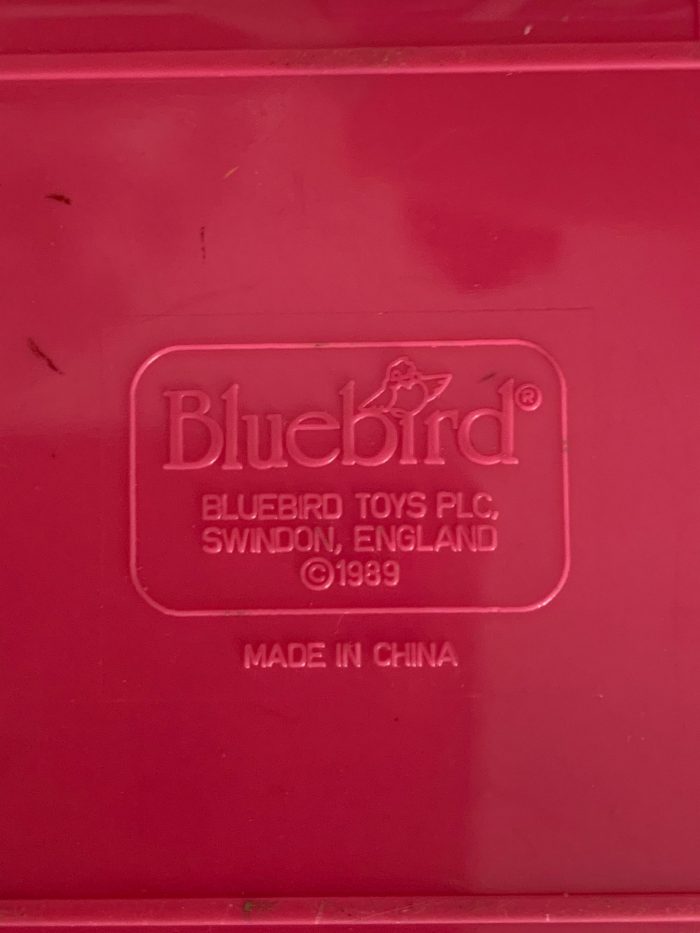 Bluebird®
BLUEBIRD TOYS PLC,
SWINDON, ENGLAND
©1989
MADE IN CHINA